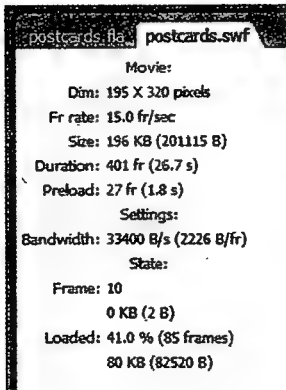 postcards.fla postcards.swf
Movie:
Dim: 195 X 320 pixels
Fr rate: 15.0 fr/sec
Size: 196 KB (201115 B)
Duration: 401 fr (26.7 s)
Preload: 27 fr (1.8 s)
Settings:
Bandwidth: 33400 B/s (2226 B/fr)
State:
Frame: 10
0 KB (2 B)
Loaded: 41.0 % (85 frames)
80 KB (82520 B)